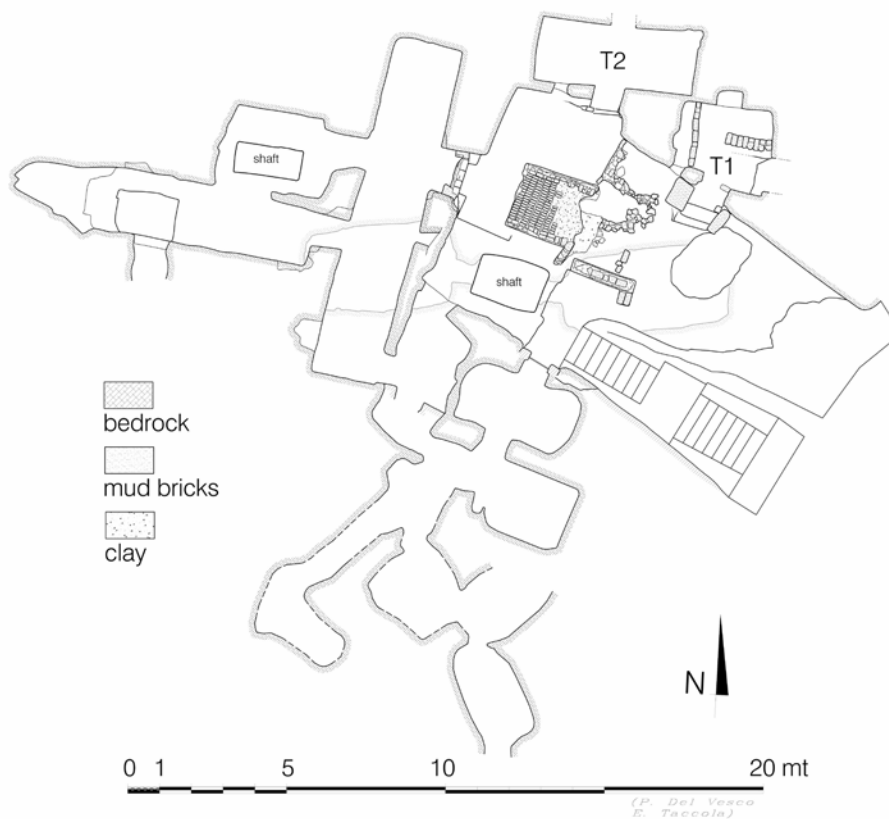 T2
T1
shaft
shaft
bedrock
mud bricks
clay
N
0 1 5 10 20 mt
(P. Del Vesco
E. Taccola)